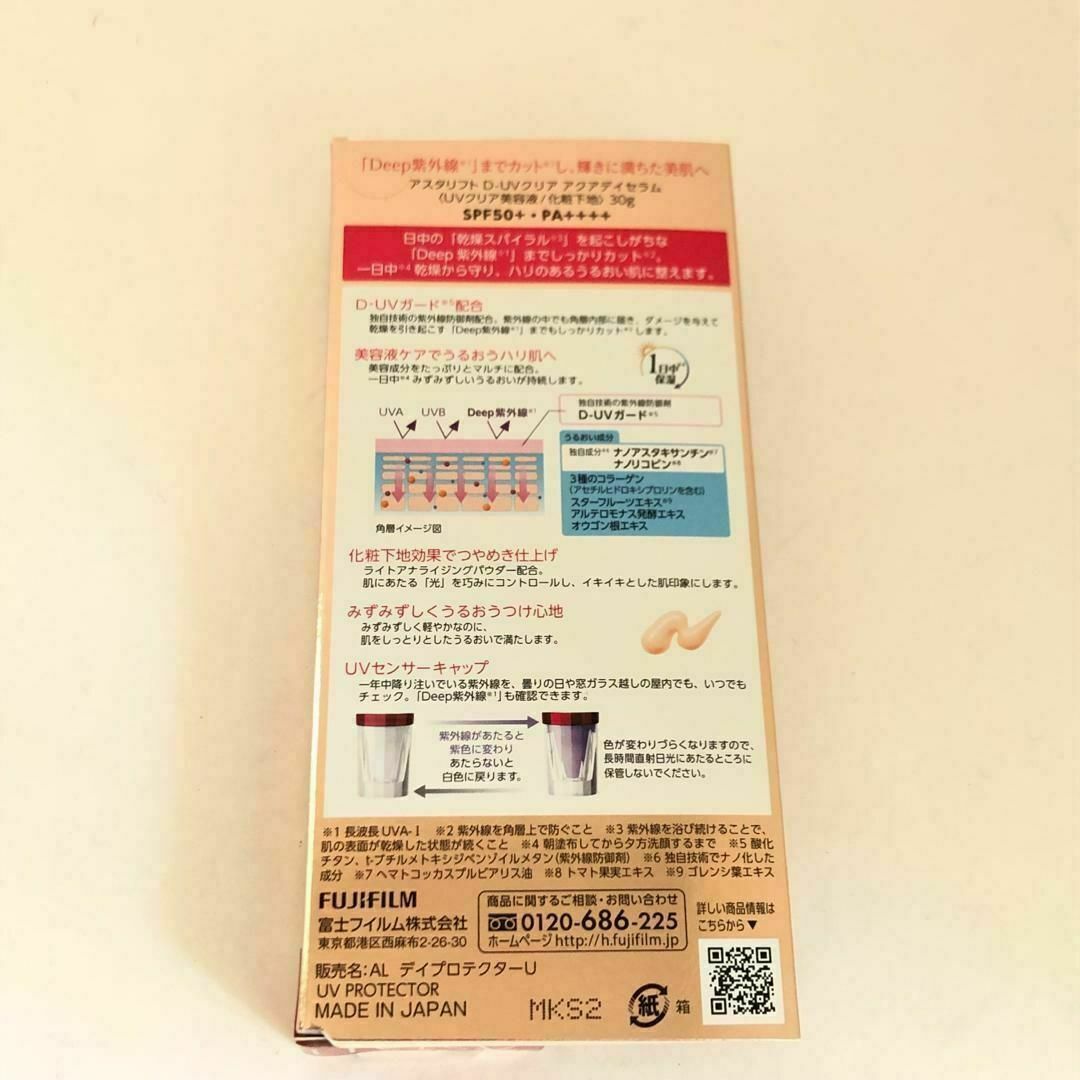 「Deep紫外線※1」までカット※2し、輝きに満ちた美肌へ
アスタリフト D-UVクリア アクアデイセラム
〈UVクリア美容液/化粧下地〉30g
SPF50+・PA++++
日中の「乾燥スパイラル※3」を起こしがちな
「Deep 紫外線※1」までしっかりカット※2。
一日中※4 乾燥から守り、ハリのあるうるおい肌に整えます。
D-UVガード※5配合
独自技術の紫外線防御剤配合。紫外線の中でも角層内部に届き、ダメージを与えて
乾燥を引き起こす「Deep紫外線※1」までもしっかりカット※2します。
美容液ケアでうるおうハリ肌へ
美容成分をたっぷりとマルチに配合。
一日中※4 みずみずしいうるおいが持続します。
1日中※4
保湿
UVA UVB Deep紫外線※1
独自技術の紫外線防御剤
D-UVガード※5
うるおい成分
独自成分※6 ナノアスタキサンチン※7
ナノリコピン※8
3種のコラーゲン
(アセチルヒドロキシプロリンを含む)
スターフルーツエキス※9
アルテロモナス発酵エキス
オウゴン根エキス
角層イメージ図
化粧下地効果でつやめき仕上げ
ライトアナライジングパウダー配合。
肌にあたる「光」を巧みにコントロールし、イキイキとした肌印象にします。
みずみずしくうるおうつけ心地
みずみずしく軽やかなのに、
肌をしっとりとしたうるおいで満たします。
UVセンサーキャップ
一年中降り注いでいる紫外線を、曇りの日や窓ガラス越しの屋内でも、いつでも
チェック。「Deep紫外線※1」も確認できます。
紫外線があたると
紫色に変わり
あたらないと
白色に戻ります。
色が変わりづらくなりますので、
長時間直射日光にあたるところに
保管しないでください。
※1 長波長UVA-Ⅰ ※2 紫外線を角層上で防ぐこと ※3 紫外線を浴び続けることで、
肌の表面が乾燥した状態が続くこと ※4 朝塗布してから夕方洗顔するまで ※5 酸化
チタン、t-ブチルメトキシジベンゾイルメタン(紫外線防御剤) ※6 独自技術でナノ化した
成分 ※7 ヘマトコッカスプルビアリス油 ※8 トマト果実エキス ※9 ゴレンシ葉エキス
FUJIFILM
富士フイルム株式会社
東京都港区西麻布2-26-30
商品に関するご相談・お問い合わせ
0120-686-225
ホームページ http://h.fujifilm.jp
詳しい商品情報は
こちらから▼
販売名:AL デイプロテクターU
UV PROTECTOR
MADE IN JAPAN
MKS2
紙
箱